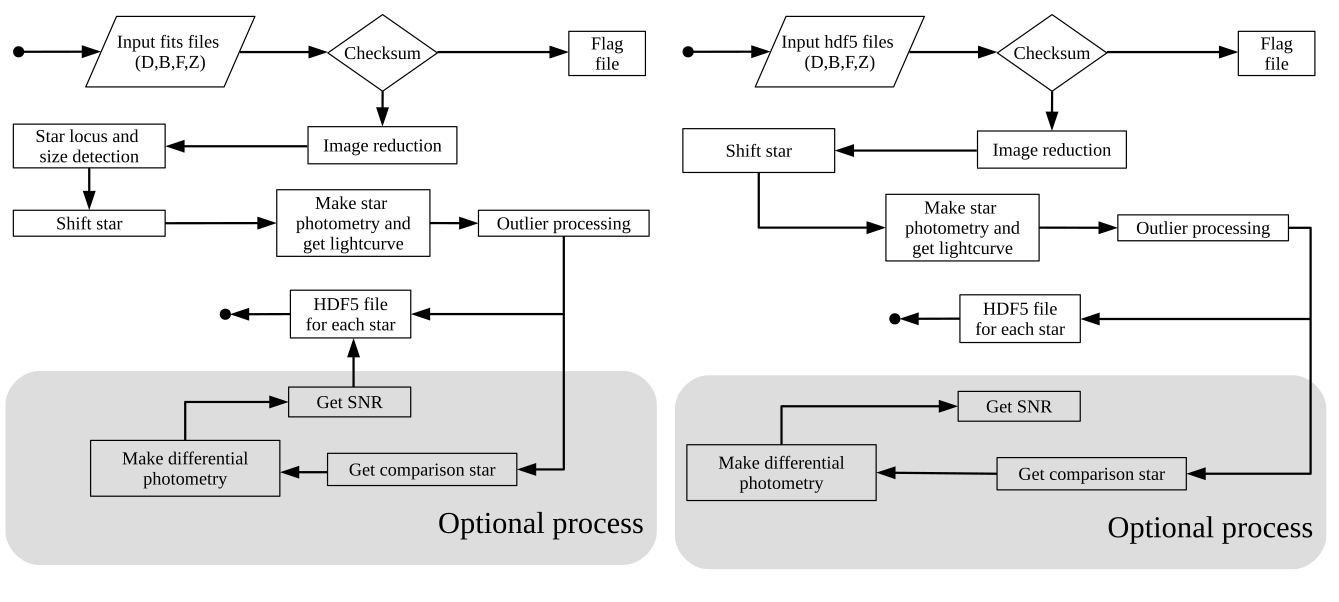 Input fits files
(D,B,F,Z)
Checksum
Flag
file
Star locus and
size detection
Image reduction
Shift star
Make star
photometry and
get lightcurve
Outlier processing
HDF5 file
for each star
Get SNR
Make differential
photometry
Get comparison star
Optional process
Input hdf5 files
(D,B,F,Z)
Checksum
Flag
file
Shift star
Image reduction
Make star
photometry and
get lightcurve
Outlier processing
HDF5 file
for each star
Get SNR
Make differential
photometry
Get comparison star
Optional process